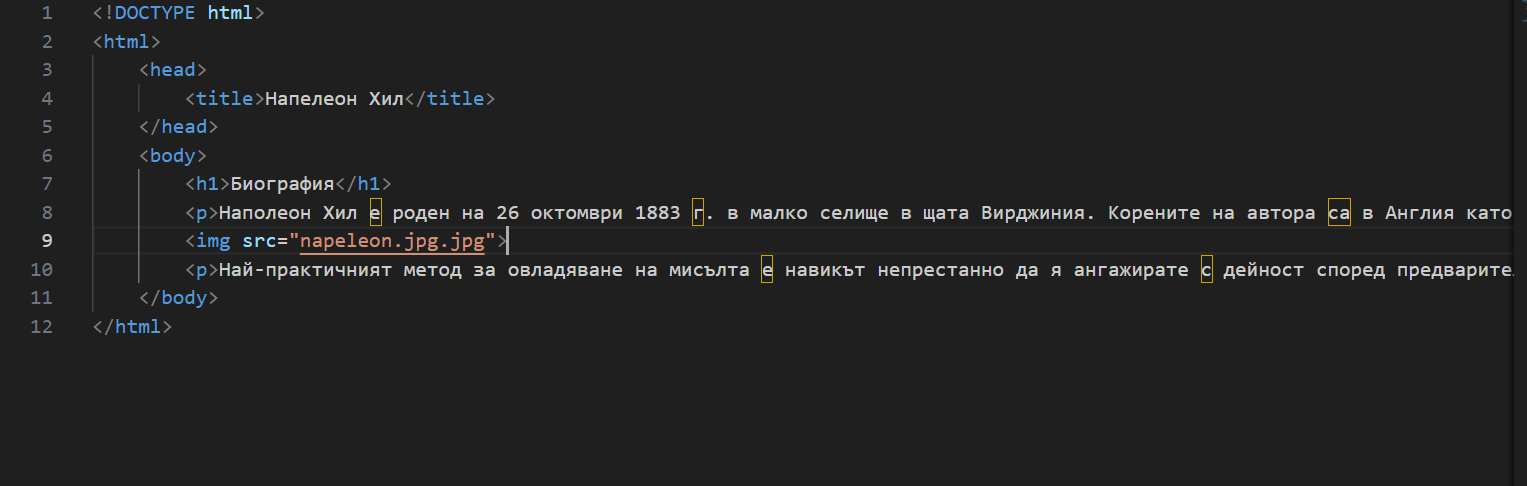 1 <!DOCTYPE html>
2 <html>
3 <head>
4 <title>Напелеон Хил</title>
5 </head>
6 <body>
7 <h1>Биография</h1>
8 <p>Наполеон Хил е роден на 26 октомври 1883 г. в малко селище в щата Вирджиния. Корените на автора са в Англия като
9 <img src="napeleon.jpg.jpg">
10 <p>Най-практичният метод за овладяване на мисълта е навикът непрестанно да я ангажирате с дейност според
11 </body>
12 </html>